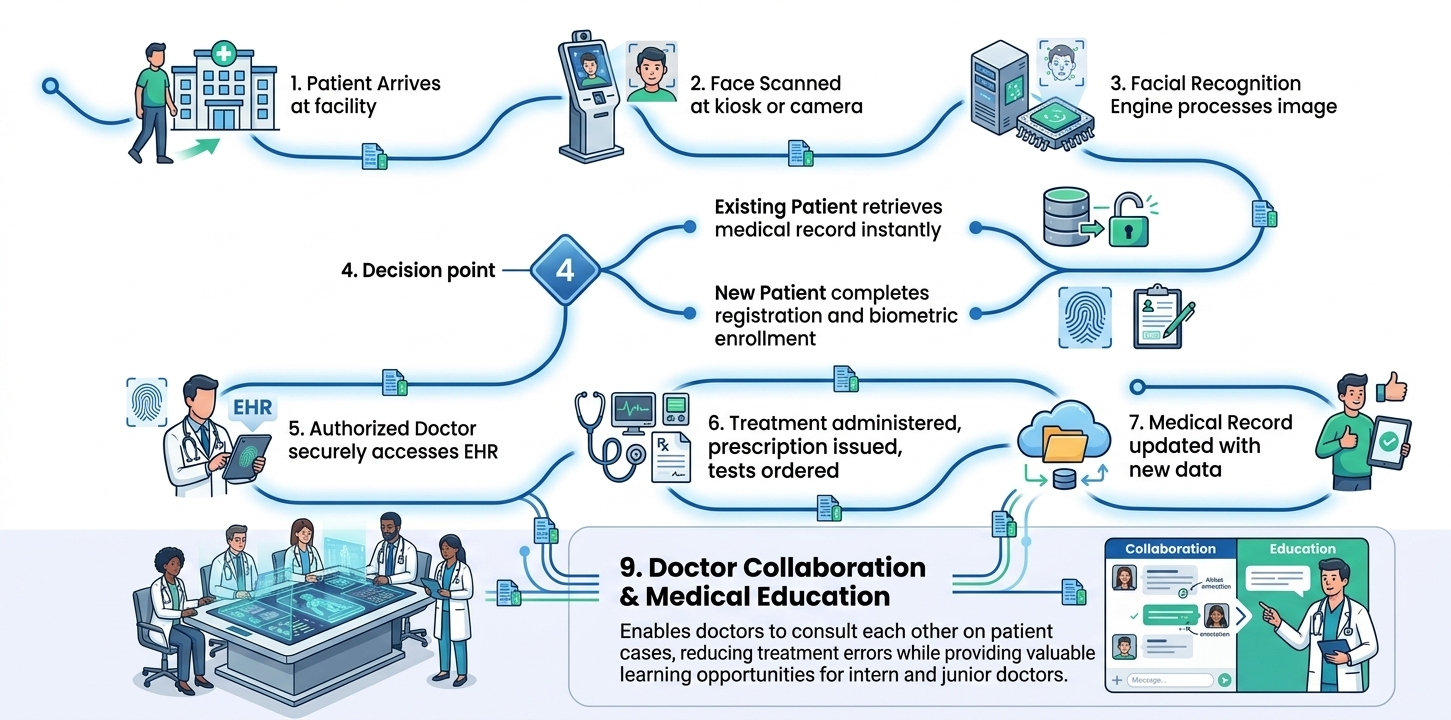 1. Patient Arrives
at facility
2. Face Scanned
at kiosk or camera
3. Facial Recognition
Engine processes image
Existing Patient retrieves
medical record instantly
4. Decision point
4
New Patient completes
registration and biometric
enrollment
EHR
5. Authorized Doctor
securely accesses EHR
Rx
6. Treatment administered,
prescription issued,
tests ordered
7. Medical Record
updated with
new data
9. Doctor Collaboration
& Medical Education
Enables doctors to consult each other on patient
cases, reducing treatment errors while providing valuable
learning opportunities for intern and junior doctors.
Collaboration
Education